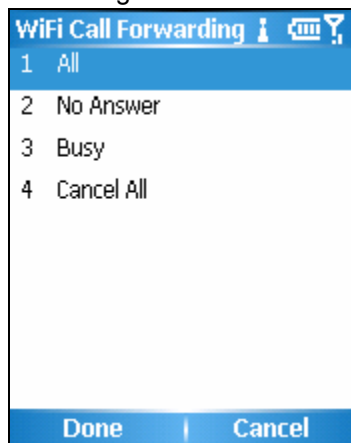 WiFi Call Forwarding
1 All
2 No Answer
3 Busy
4 Cancel All
Done Cancel